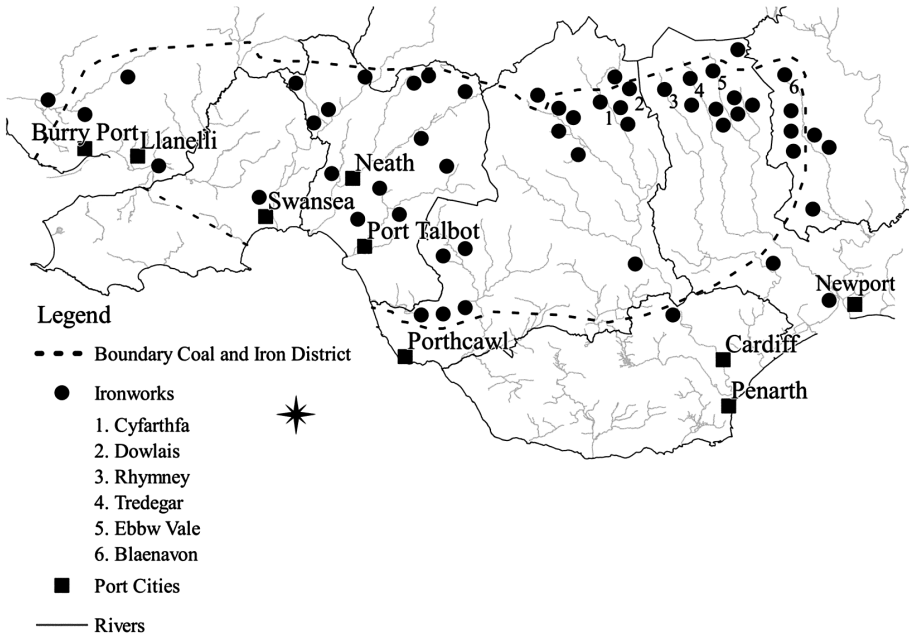 Burry Port
Llanelli
Neath
Swansea
Port Talbot
Porthcawl
Newport
Cardiff
Penarth
1
2
3
4
5
6
Legend
Boundary Coal and Iron District
Ironworks
1. Cyfarthfa
2. Dowlais
3. Rhymney
4. Tredegar
5. Ebbw Vale
6. Blaenavon
Port Cities
Rivers